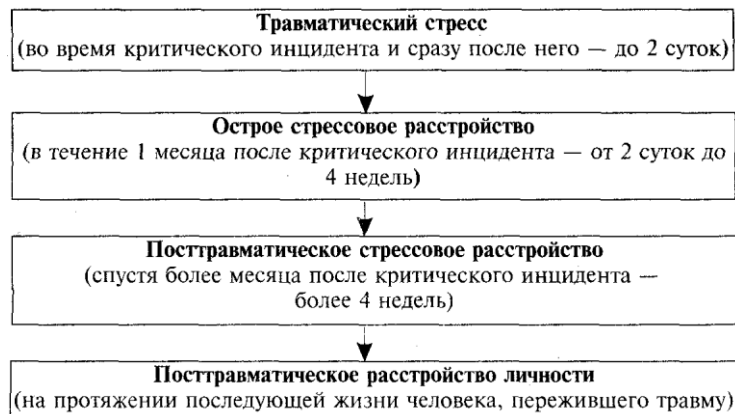 Травматический стресс
(во время критического инцидента и сразу после него — до 2 суток)
Острое стрессовое расстройство
(в течение 1 месяца после критического инцидента — от 2 суток до
4 недель)
Посттравматическое стрессовое расстройство
(спустя более месяца после критического инцидента —
более 4 недель)
Посттравматическое расстройство личности
(на протяжении последующей жизни человека, пережившего травму)